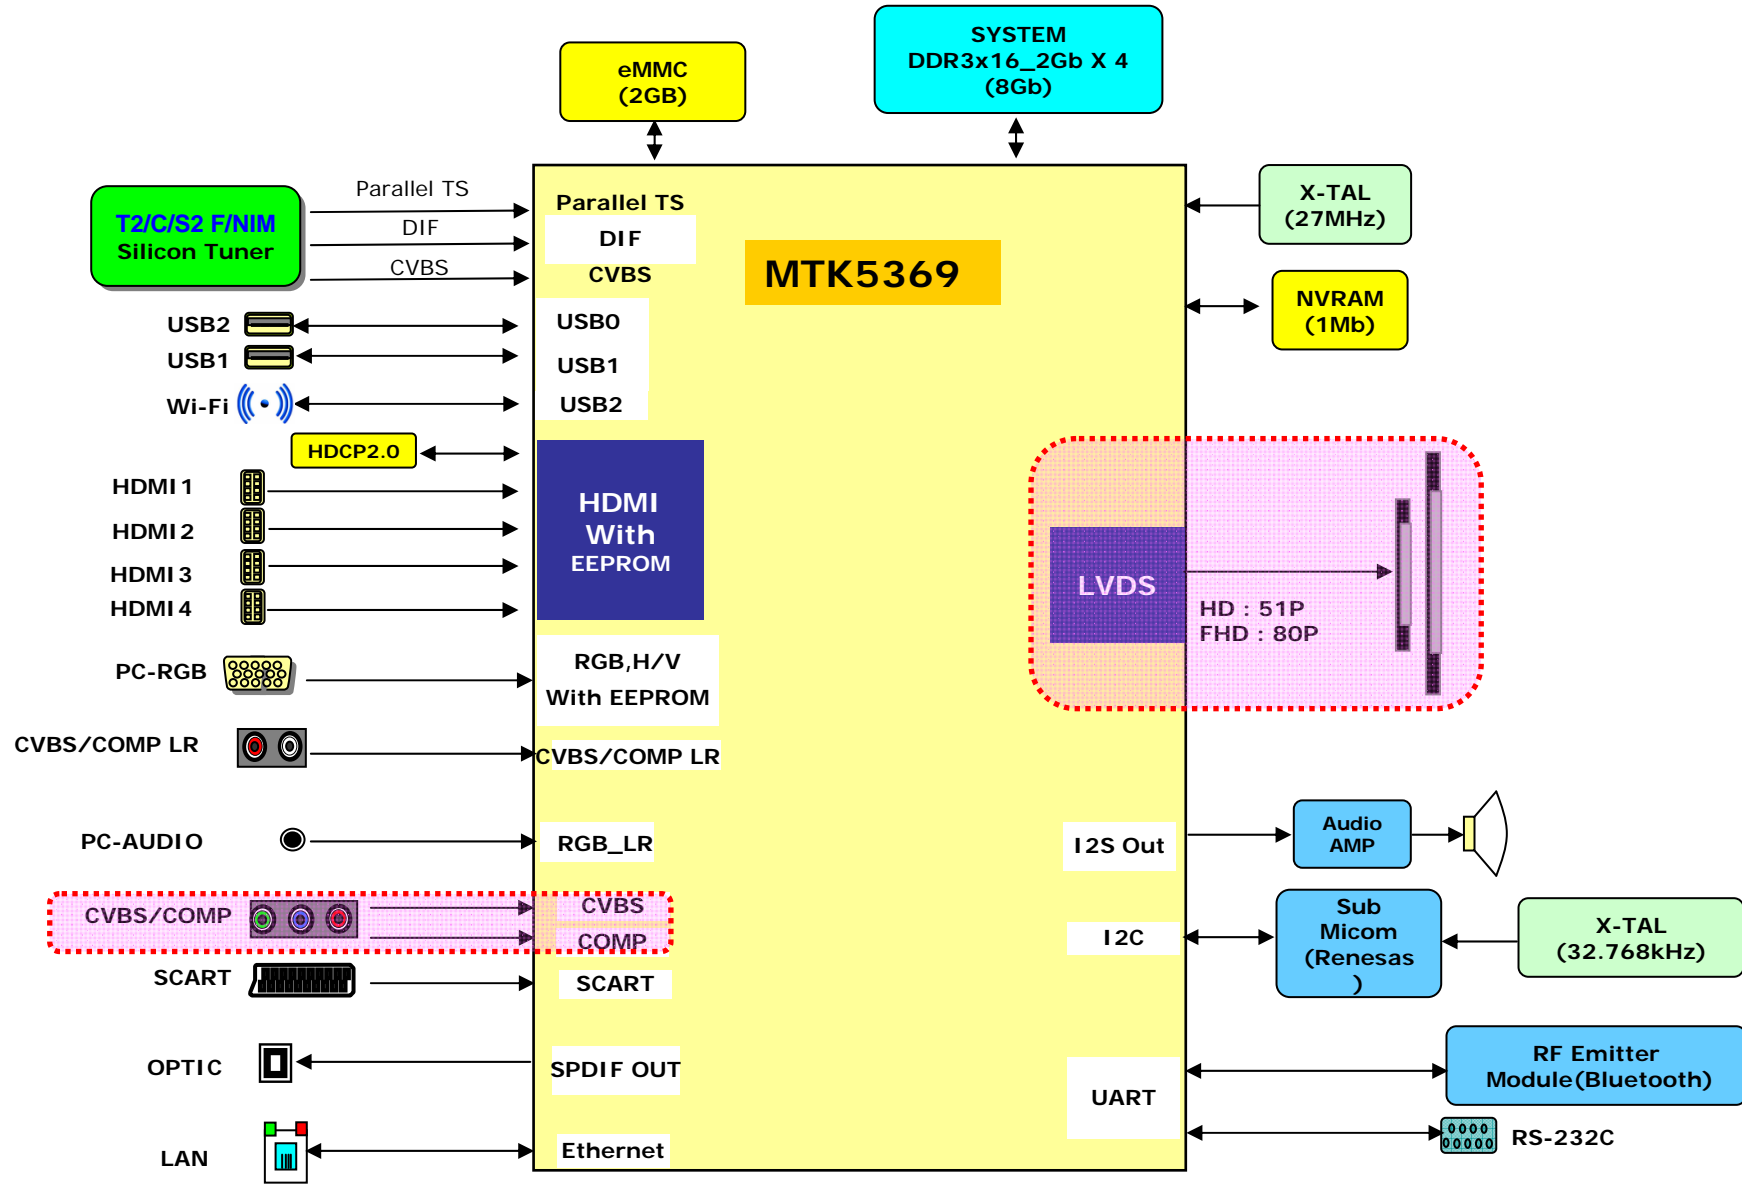 SYSTEM
DDR3x16_2Gb X 4
(8Gb)
eMMC
(2GB)
T2/C/S2 F/NIM
Silicon Tuner
Parallel TS
DIF
CVBS
Parallel TS
DIF
CVBS
MTK5369
X-TAL
(27MHz)
NVRAM
(1Mb)
USB2
USB1
Wi-Fi
USB0
USB1
USB2
HDCP2.0
HDMI1
HDMI2
HDMI3
HDMI4
HDMI
With
EEPROM
LVDS
HD : 51P
FHD : 80P
PC-RGB
RGB,H/V
With EEPROM
CVBS/COMP LR
CVBS/COMP LR
PC-AUDIO
RGB_LR
I2S Out
Audio
AMP
CVBS/COMP
CVBS
COMP
I2C
Sub
Micom
(Renesas
)
X-TAL
(32.768kHz)
SCART
SCART
OPTIC
SPDIF OUT
UART
RF Emitter
Module(Bluetooth)
RS-232C
LAN
Ethernet